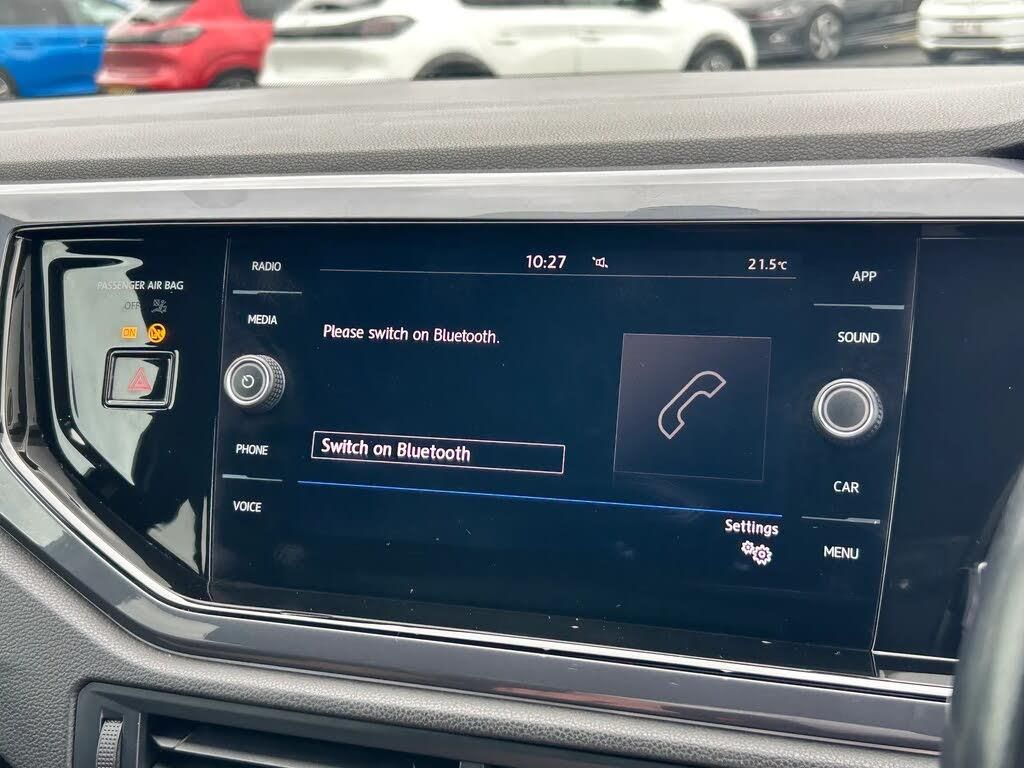 PASSENGER AIR BAG
OFF
ON
RADIO
MEDIA
PHONE
VOICE
10:27
21.5°C
Please switch on Bluetooth.
Switch on Bluetooth
Settings
APP
SOUND
CAR
MENU